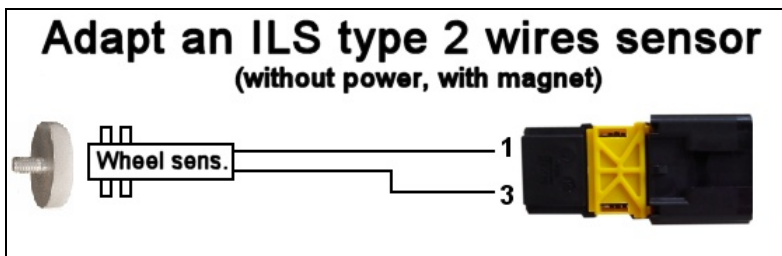 Adapt an ILS type 2 wires sensor
(without power, with magnet)
Wheel sens.
1
3